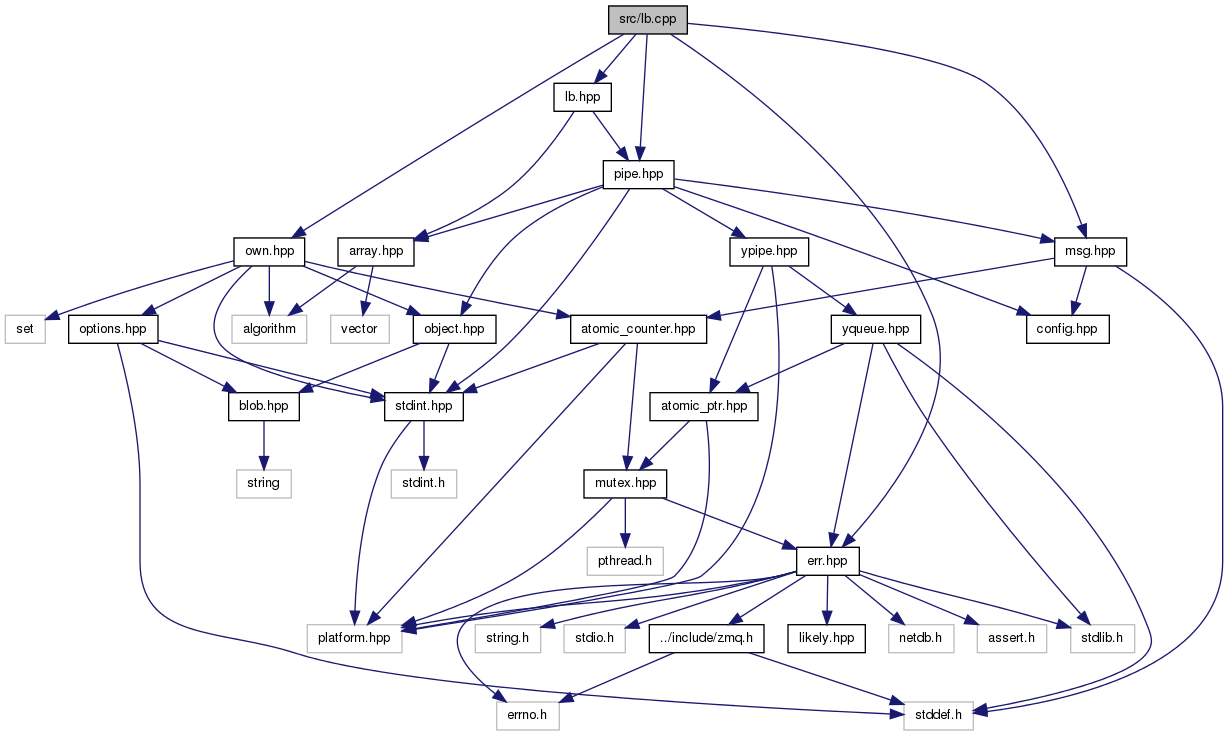 src/lb.cpp
lb.hpp
pipe.hpp
own.hpp
array.hpp
ypipe.hpp
msg.hpp
set
options.hpp
algorithm
vector
object.hpp
atomic_counter.hpp
yqueue.hpp
config.hpp
blob.hpp
stdint.hpp
atomic_ptr.hpp
string
stdint.h
mutex.hpp
pthread.h
err.hpp
platform.hpp
string.h
stdio.h
../include/zmq.h
likely.hpp
netdb.h
assert.h
stdlib.h
errno.h
stddef.h